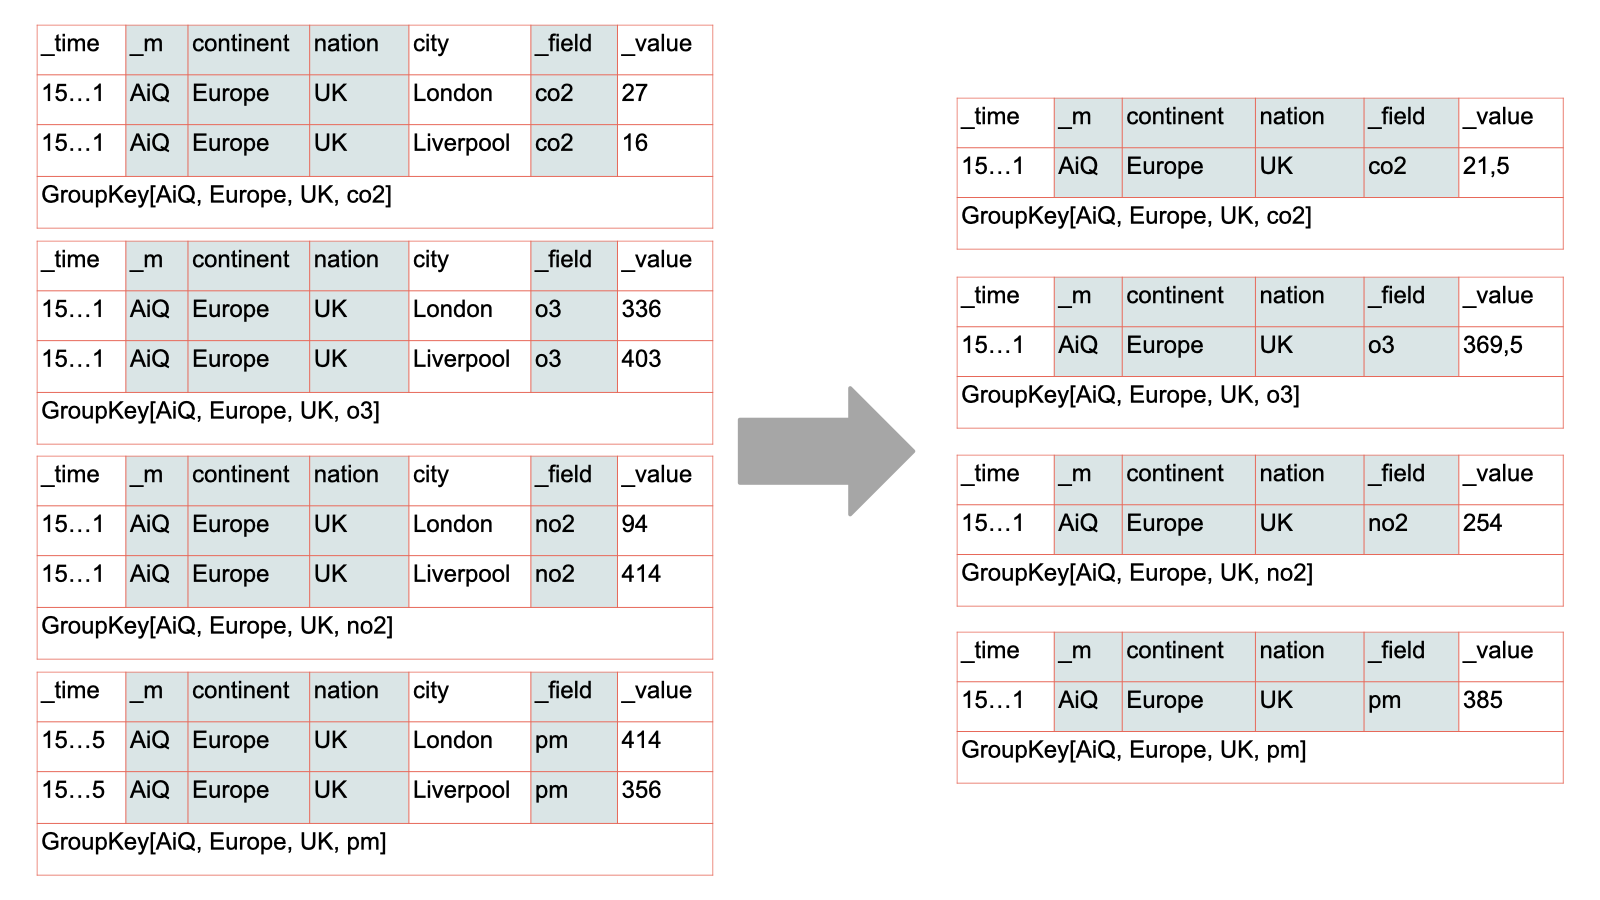 _time _m continent nation city _field _value
15…1 AiQ Europe UK London co2 27
15…1 AiQ Europe UK Liverpool co2 16
GroupKey[AiQ, Europe, UK, co2]
_time _m continent nation city _field _value
15…1 AiQ Europe UK London o3 336
15…1 AiQ Europe UK Liverpool o3 403
GroupKey[AiQ, Europe, UK, o3]
_time _m continent nation city _field _value
15…1 AiQ Europe UK London no2 94
15…1 AiQ Europe UK Liverpool no2 414
GroupKey[AiQ, Europe, UK, no2]
_time _m continent nation city _field _value
15…5 AiQ Europe UK London pm 414
15…5 AiQ Europe UK Liverpool pm 356
GroupKey[AiQ, Europe, UK, pm]
_time _m continent nation _field _value
15…1 AiQ Europe UK co2 21,5
GroupKey[AiQ, Europe, UK, co2]
_time _m continent nation _field _value
15…1 AiQ Europe UK o3 369,5
GroupKey[AiQ, Europe, UK, o3]
_time _m continent nation _field _value
15…1 AiQ Europe UK no2 254
GroupKey[AiQ, Europe, UK, no2]
_time _m continent nation _field _value
15…1 AiQ Europe UK pm 385
GroupKey[AiQ, Europe, UK, pm]